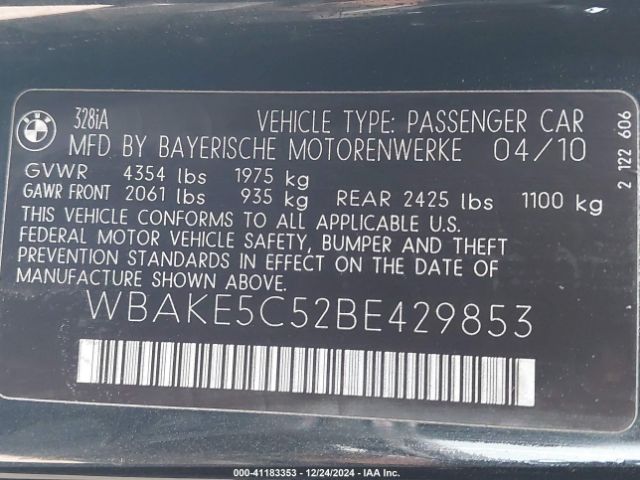 BMW
328iA VEHICLE TYPE: PASSENGER CAR
MFD BY BAYERISCHE MOTORENWERKE 04/10
GVWR 4354 lbs 1975 kg
GAWR FRONT 2061 lbs 935 kg REAR 2425 lbs 1100 kg
THIS VEHICLE CONFORMS TO ALL APPLICABLE U.S.
FEDERAL MOTOR VEHICLE SAFETY, BUMPER AND THEFT
PREVENTION STANDARDS IN EFFECT ON THE DATE OF
MANUFACTURE SHOWN ABOVE.
WBAKE5C52BE429853
2 122 606
000-41183353 - 12/24/2024 - IAA Inc.